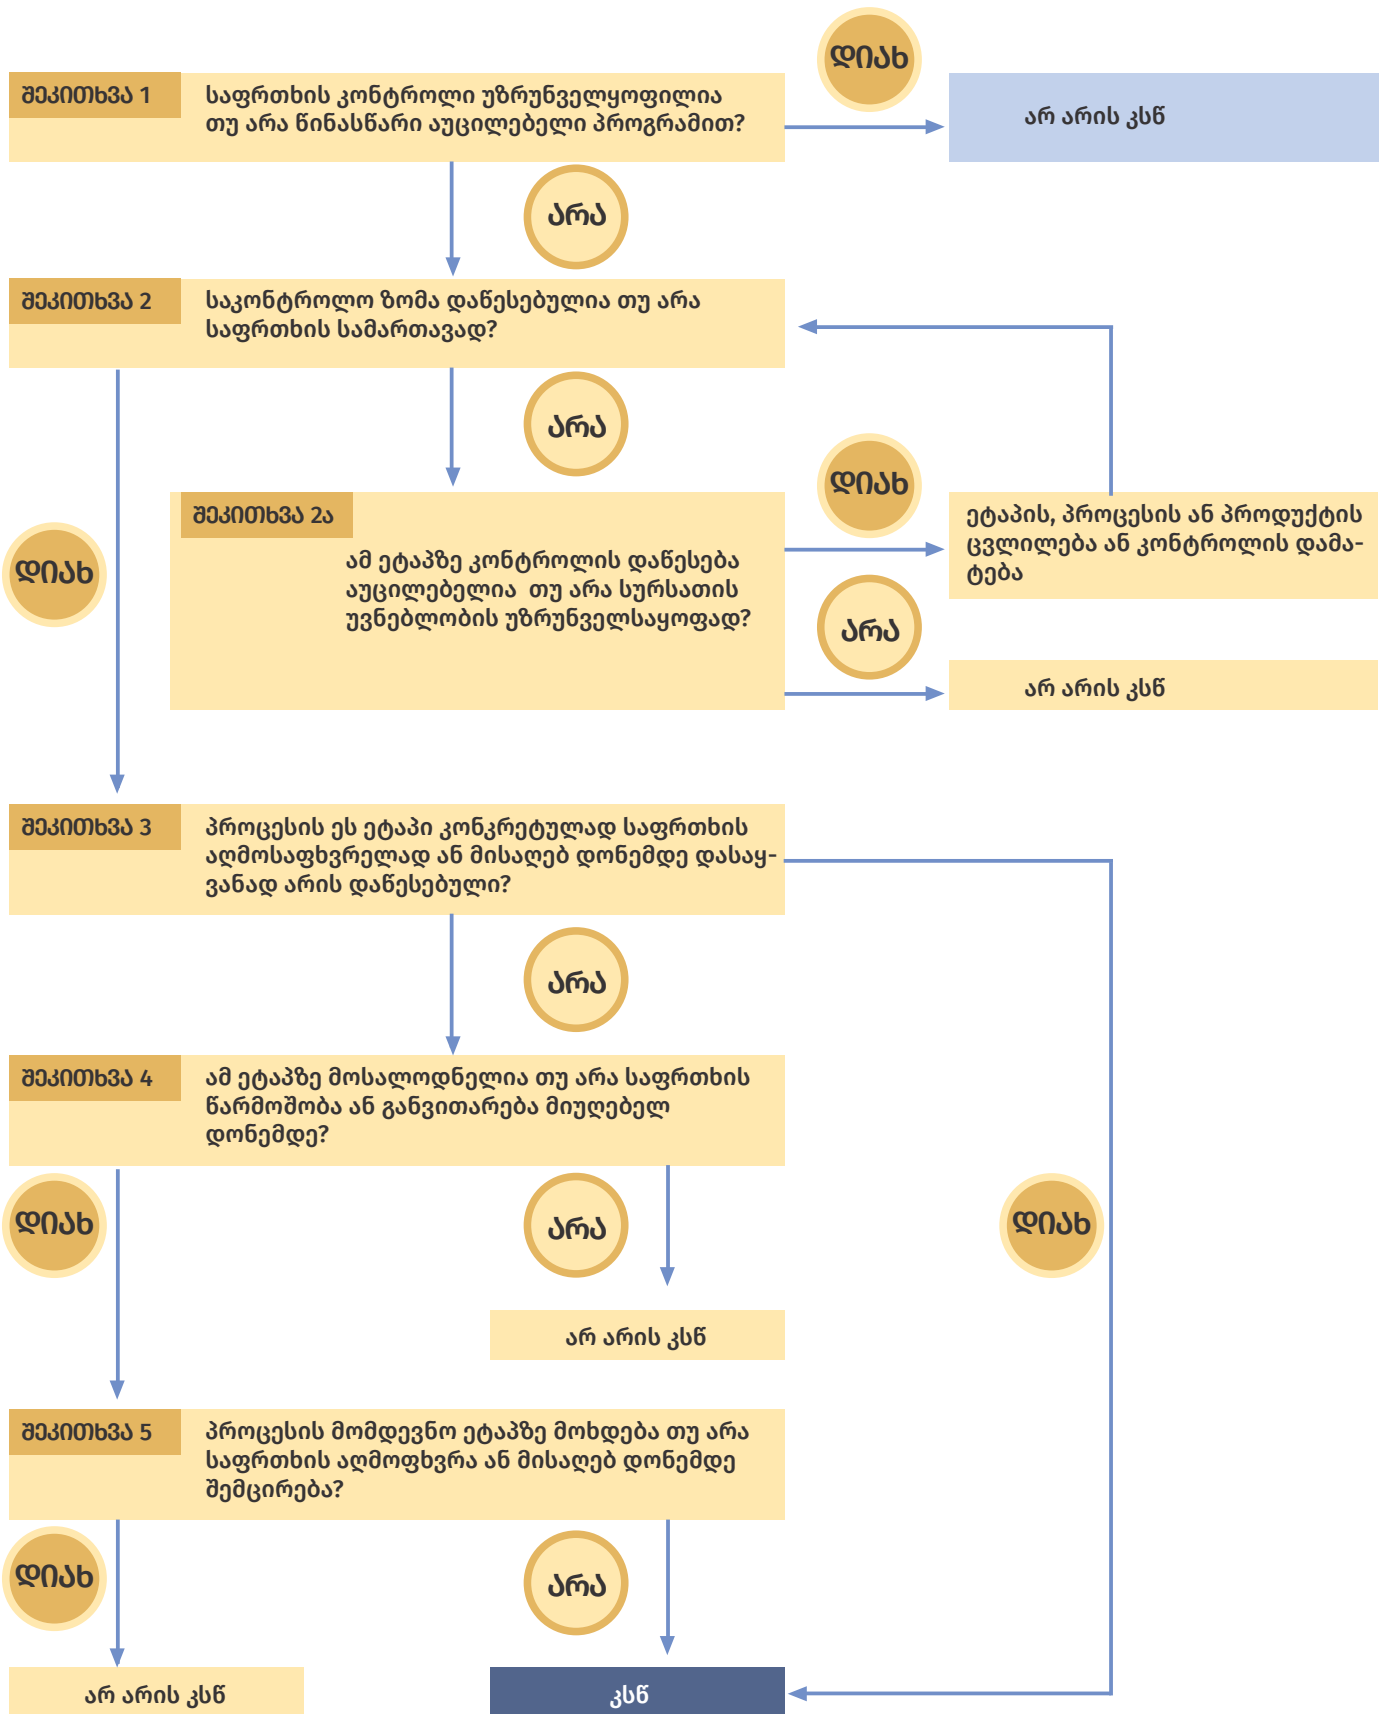 დიახ
შეკითხვა 1
საფრთხის კონტროლი უზრუნველყოფილია
თუ არა წინასწარი აუცილებელი პროგრამით?
არ არის კსწ
არა
შეკითხვა 2
საკონტროლო ზომა დაწესებულია თუ არა
საფრთხის სამართავად?
არა
დიახ
შეკითხვა 2ა
ამ ეტაპზე კონტროლის დაწესება
აუცილებელია თუ არა სურსათის
უვნებლობის უზრუნველსაყოფად?
დიახ
ეტაპის, პროცესის ან პროდუქტის
ცვლილება ან კონტროლის დამა-
ტება
არა
არ არის კსწ
შეკითხვა 3
პროცესის ეს ეტაპი კონკრეტულად საფრთხის
აღმოსაფხვრელად ან მისაღებ დონემდე დასაყ-
ვანად არის დაწესებული?
არა
შეკითხვა 4
ამ ეტაპზე მოსალოდნელია თუ არა საფრთხის
წარმოშობა ან განვითარება მიუღებელ
დონემდე?
დიახ
არა
დიახ
არ არის კსწ
შეკითხვა 5
პროცესის მომდევნო ეტაპზე მოხდება თუ არა
საფრთხის აღმოფხვრა ან მისაღებ დონემდე
შემცირება?
დიახ
არა
არ არის კსწ
კსწ